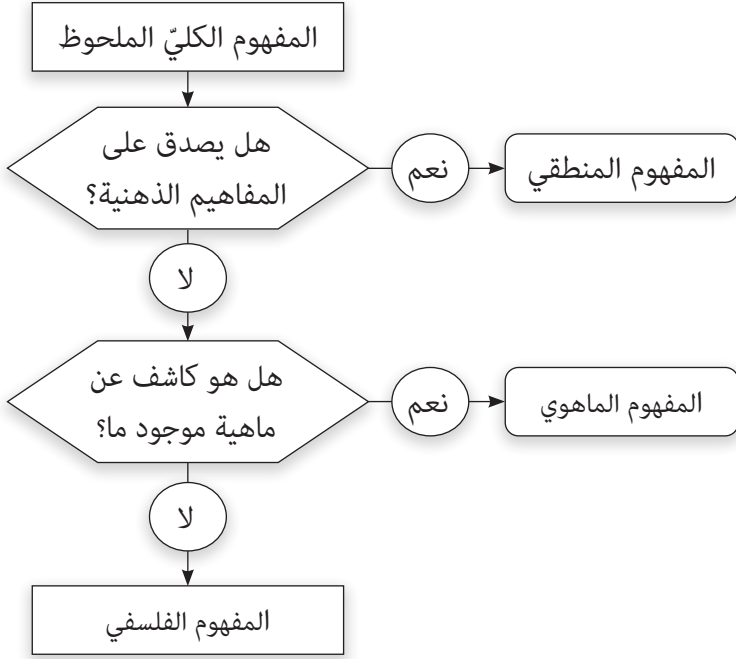 المفهوم الكليّ الملحوظ
هل يصدق على
المفاهيم الذهنية؟
نعم
المفهوم المنطقي
لا
هل هو كاشف عن
ماهية موجود ما؟
نعم
المفهوم الماهوي
لا
المفهوم الفلسفي